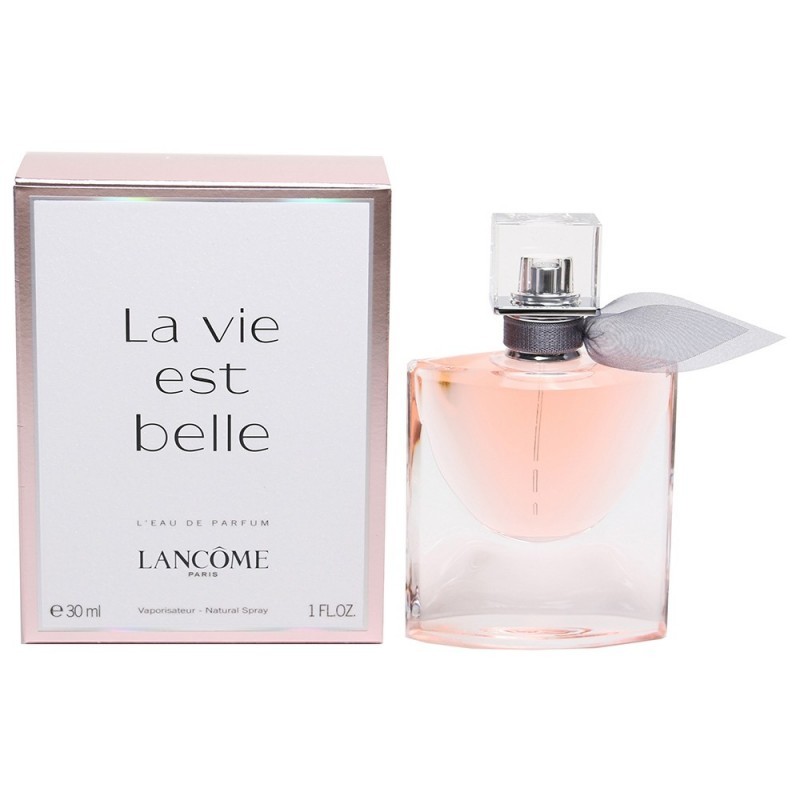 La vie
est
belle
L'EAU DE PARFUM
LANCÔME
PARIS
℮ 30 ml Vaporisateur - Natural Spray 1 FL.OZ.